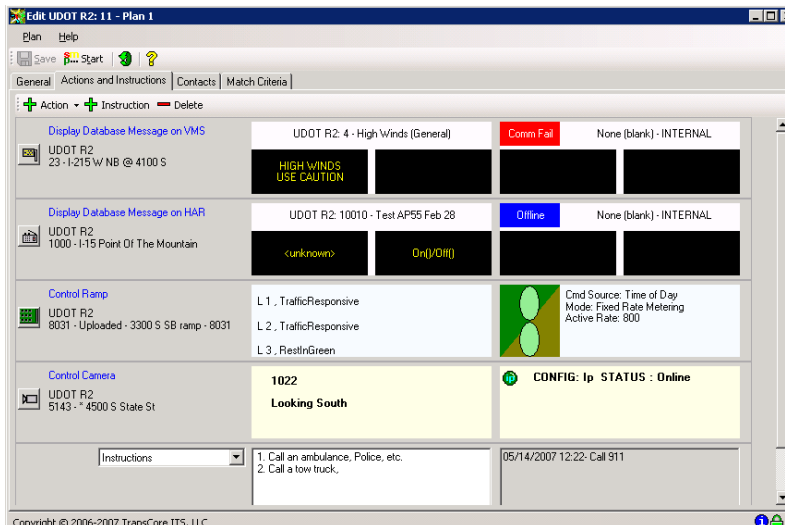 Edit UDOT R2: 11 - Plan 1
Plan Help
Save Start
General Actions and Instructions Contacts Match Criteria
Action Instruction Delete
Display Database Message on VMS
UDOT R2
23 - I-215 W NB @ 4100 S
UDOT R2: 4 - High Winds (General)
HIGH WINDS
USE CAUTION
Comm Fail None (blank) - INTERNAL
Display Database Message on HAR
UDOT R2
1000 - I-15 Point Of The Mountain
UDOT R2: 10010 - Test AP55 Feb 28
<unknown> On()/Off()
Offline None (blank) - INTERNAL
Control Ramp
UDOT R2
8031 - Uploaded - 3300 S SB ramp - 8031
L 1 , TrafficResponsive
L 2 , TrafficResponsive
L 3 , RestInGreen
Cmd Source: Time of Day
Mode: Fixed Rate Metering
Active Rate: 800
Control Camera
UDOT R2
5143 - * 4500 S State St
1022
Looking South
ip CONFIG: Ip STATUS : Online
Instructions
1. Call an ambulance, Police, etc.
2. Call a tow truck,
05/14/2007 12:22- Call 911
Copyright © 2006-2007 TransCore ITS, LLC